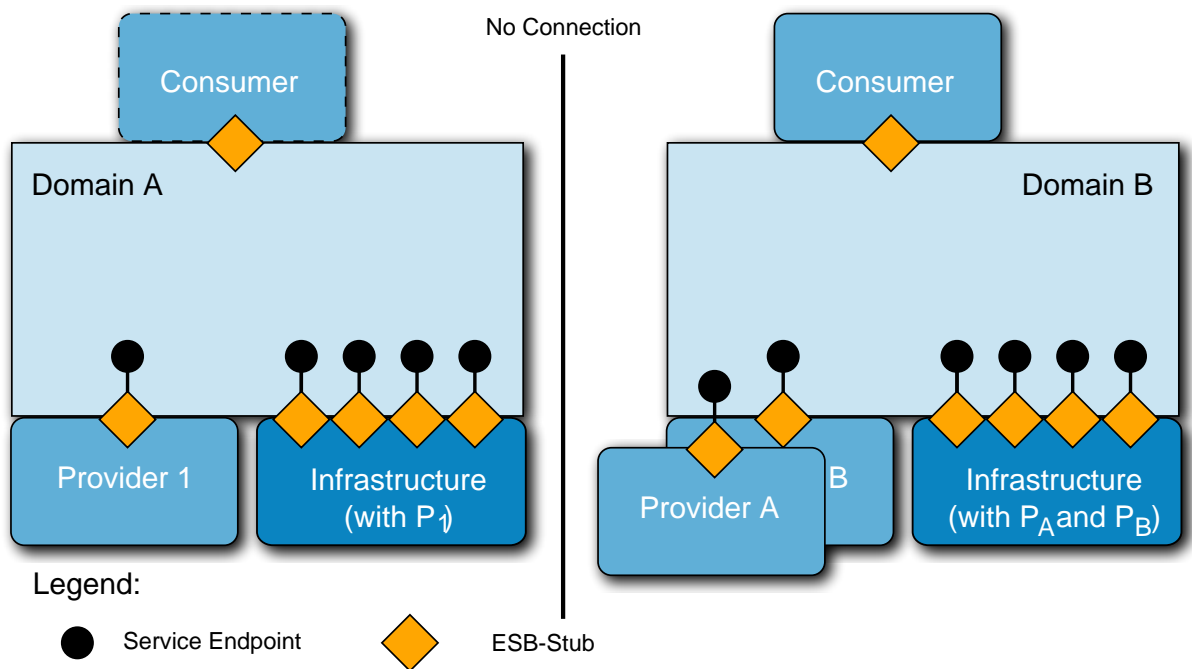 No Connection
Consumer
Domain A
Provider 1
Infrastructure
(with P1)
Consumer
Domain B
Provider A
B
Infrastructure
(with PA and PB)
Legend:
Service Endpoint
ESB-Stub